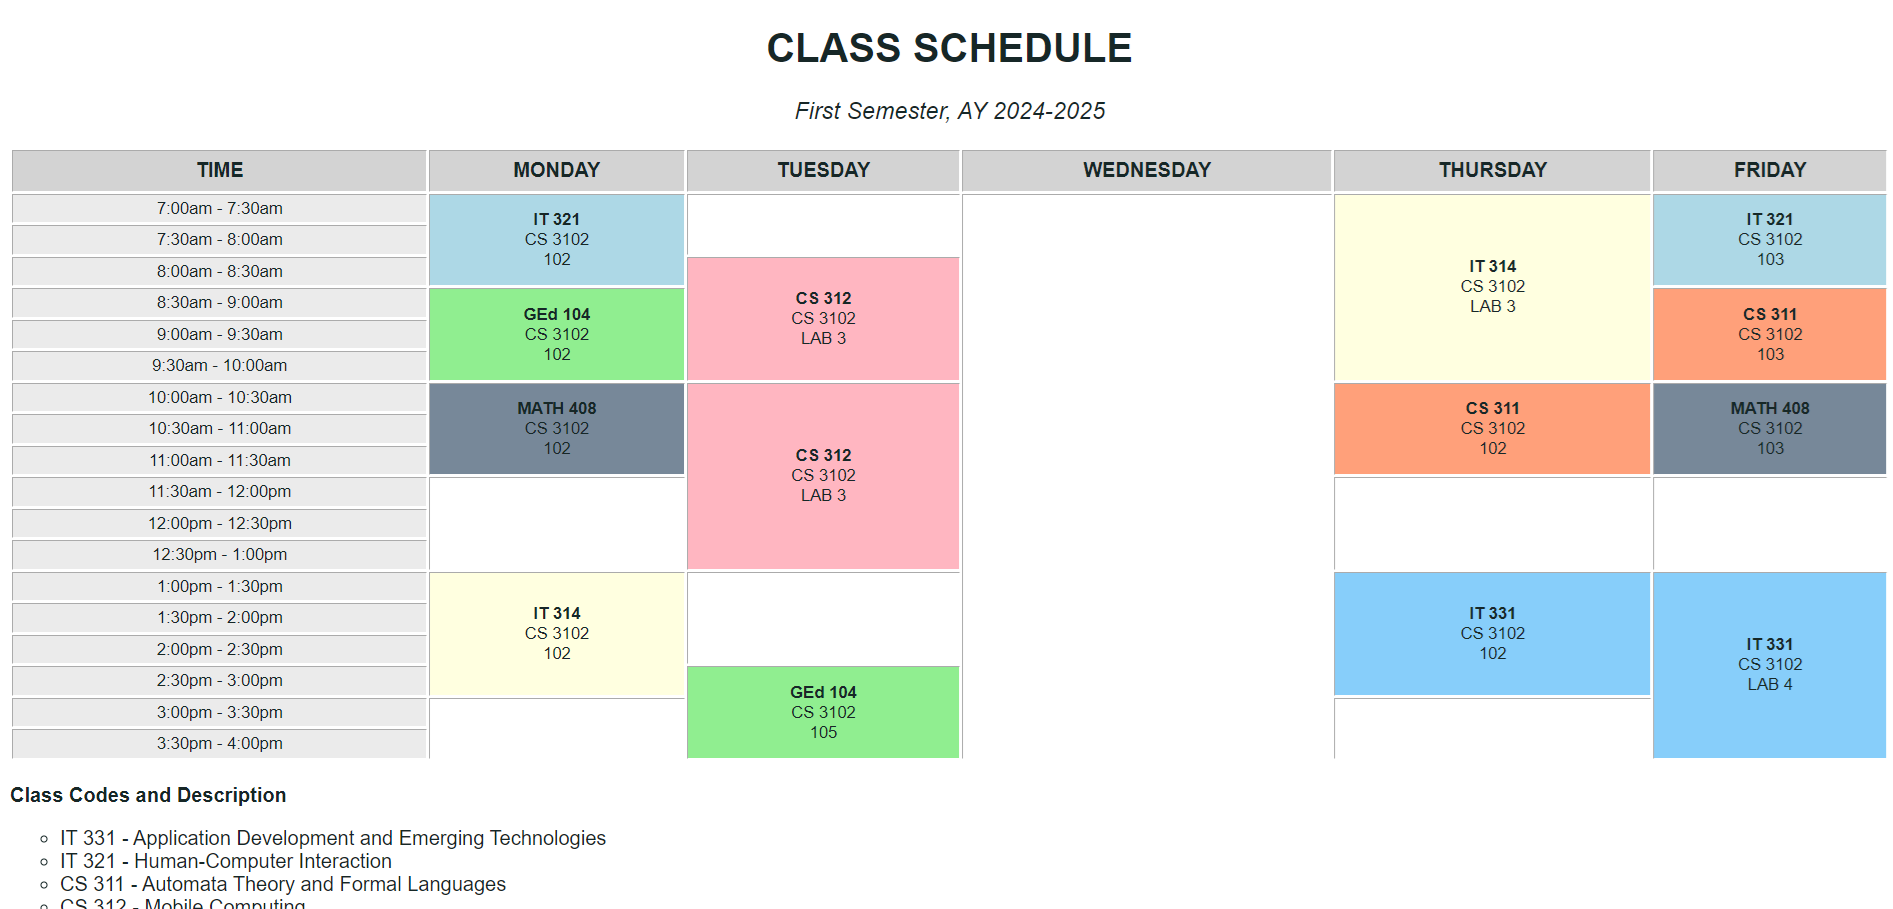 CLASS SCHEDULE
First Semester, AY 2024-2025
TIME MONDAY TUESDAY WEDNESDAY THURSDAY FRIDAY
7:00am - 7:30am
7:30am - 8:00am
8:00am - 8:30am
8:30am - 9:00am
9:00am - 9:30am
9:30am - 10:00am
10:00am - 10:30am
10:30am - 11:00am
11:00am - 11:30am
11:30am - 12:00pm
12:00pm - 12:30pm
12:30pm - 1:00pm
1:00pm - 1:30pm
1:30pm - 2:00pm
2:00pm - 2:30pm
2:30pm - 3:00pm
3:00pm - 3:30pm
3:30pm - 4:00pm
IT 321
CS 3102
102
GEd 104
CS 3102
102
MATH 408
CS 3102
102
IT 314
CS 3102
102
CS 312
CS 3102
LAB 3
CS 312
CS 3102
LAB 3
GEd 104
CS 3102
105
IT 314
CS 3102
LAB 3
CS 311
CS 3102
102
IT 331
CS 3102
102
IT 321
CS 3102
103
CS 311
CS 3102
103
MATH 408
CS 3102
103
IT 331
CS 3102
LAB 4
Class Codes and Description
IT 331 - Application Development and Emerging Technologies
IT 321 - Human-Computer Interaction
CS 311 - Automata Theory and Formal Languages
CS 312 - Mobile Computing